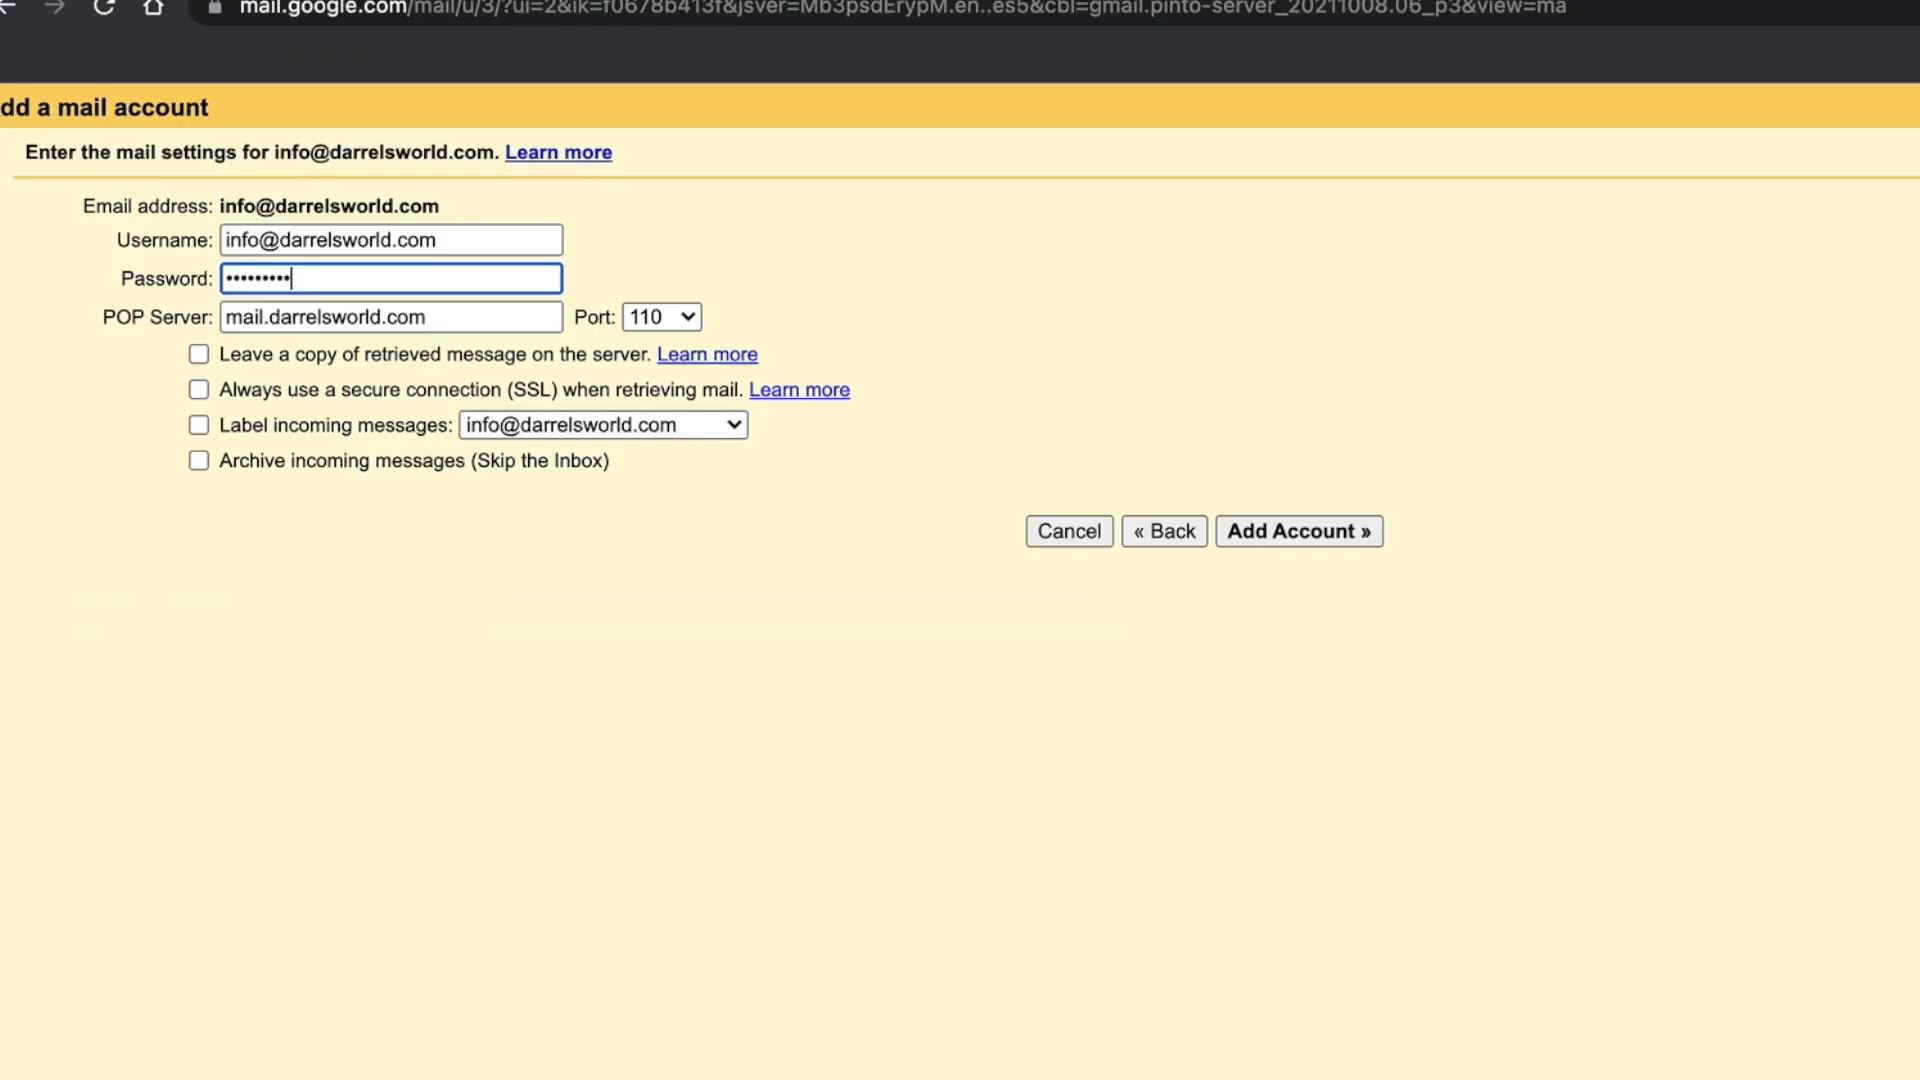 mail.google.com/mail/u/3/?ui=2&ik=f0678b413f&jsver=Mb3psdErypM.en..es5&cbl=gmail.pinto-server_20211008.06_p3&view=ma
dd a mail account
Enter the mail settings for info@darrelsworld.com. Learn more
Email address: info@darrelsworld.com
Username: info@darrelsworld.com
Password: •••••••••
POP Server: mail.darrelsworld.com Port: 110
Leave a copy of retrieved message on the server. Learn more
Always use a secure connection (SSL) when retrieving mail. Learn more
Label incoming messages: info@darrelsworld.com
Archive incoming messages (Skip the Inbox)
Cancel « Back Add Account »